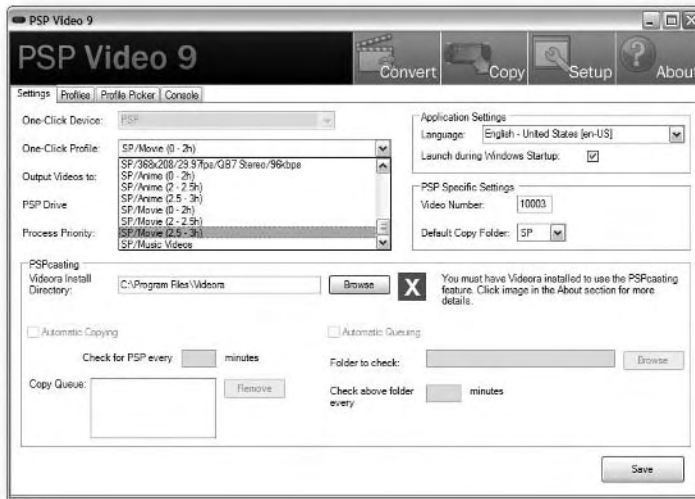 PSP Video 9
PSP Video 9
Convert
Copy
Setup
About
Settings
Profiles
Profile Picker
Console
One-Click Device:
PSP
One-Click Profile:
SP/Movie (0 - 2h)
SP/368x208/29.97fps/GB7 Stereo/96kbps
SP/Anime (0 - 2h)
SP/Anime (2 - 2.5h)
SP/Anime (2.5 - 3h)
SP/Movie (0 - 2h)
SP/Movie (2 - 2.5h)
SP/Movie (2.5 - 3h)
SP/Music Videos
Output Videos to:
PSP Drive
Process Priority:
Application Settings
Language:
English - United States [en-US]
Launch during Windows Startup:
PSP Specific Settings
Video Number:
10003
Default Copy Folder:
SP
PSPcasting
Videora Install
Directory:
C:\Program Files\Videora
Browse
X
You must have Videora installed to use the PSPcasting
feature. Click image in the About section for more
details.
Automatic Copying
Check for PSP every
minutes
Copy Queue:
Remove
Automatic Queuing
Folder to check:
Browse
Check above folder
every
minutes
Save